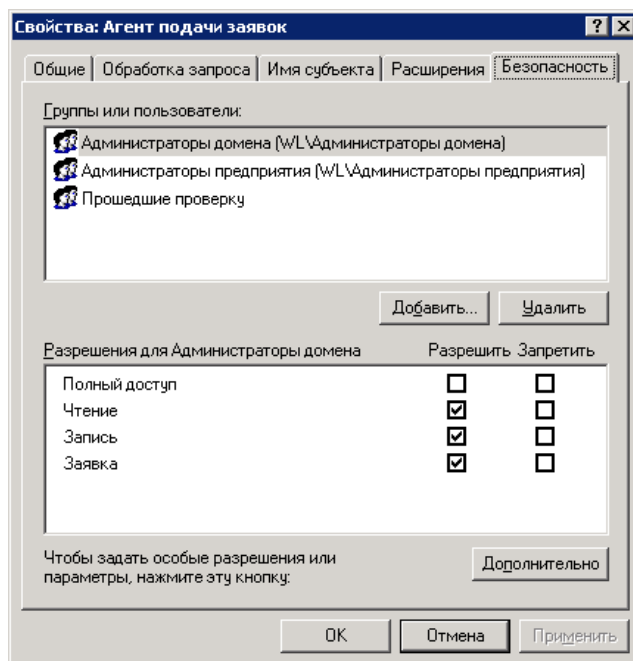 Свойства: Агент подачи заявок
Общие Обработка запроса Имя субъекта Расширения Безопасность
Группы или пользователи:
Администраторы домена (WL\Администраторы домена)
Администраторы предприятия (WL\Администраторы предприятия)
Прошедшие проверку
Добавить... Удалить
Разрешения для Администраторы домена Разрешить Запретить
Полный доступ
Чтение
Запись
Заявка
Чтобы задать особые разрешения или
параметры, нажмите эту кнопку:
Дополнительно
OK Отмена Применить